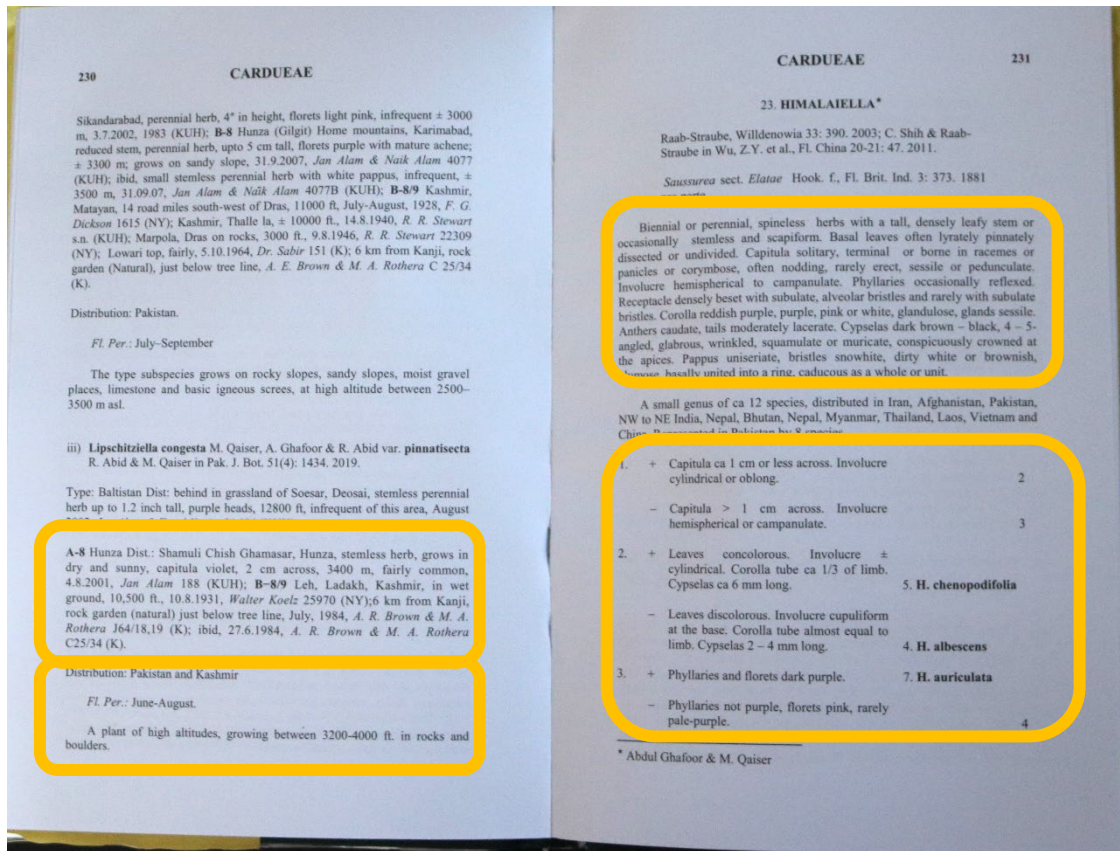 230
CARDUEAE
Sikandarabad, perennial herb, 4" in height, florets light pink, infrequent ± 3000
m, 3.7.2002, 1983 (KUH); B-8 Hunza (Gilgit) Home mountains, Karimabad,
reduced stem, perennial herb, upto 5 cm tall, florets purple with mature achene;
± 3300 m; grows on sandy slope, 31.9.2007, Jan Alam & Naik Alam 4077
(KUH); ibid, small stemless perennial herb with white pappus, infrequent, ±
3500 m, 31.09.07, Jan Alam & Naik Alam 4077B (KUH); B-8/9 Kashmir,
Matayan, 14 road miles south-west of Dras, 11000 ft, July-August, 1928, F. G.
Dickson 1615 (NY); Kashmir, Thalle la, ± 10000 ft., 14.8.1940, R. R. Stewart
s.n. (KUH); Marpola, Dras on rocks, 3000 ft., 9.8.1946, R. R. Stewart 22309
(NY); Lowari top, fairly, 5.10.1964, Dr. Sabir 151 (K); 6 km from Kanji, rock
garden (Natural), just below tree line, A. E. Brown & M. A. Rothera C 25/34
(K).
Distribution: Pakistan.
Fl. Per.: July–September
The type subspecies grows on rocky slopes, sandy slopes, moist gravel
places, limestone and basic igneous screes, at high altitude between 2500–
3500 m asl.
iii) Lipschitziella congesta M. Qaiser, A. Ghafoor & R. Abid var. pinnatisecta
R. Abid & M. Qaiser in Pak. J. Bot. 51(4): 1434. 2019.
Type: Baltistan Dist: behind in grassland of Soesar, Deosai, stemless perennial
herb up to 1.2 inch tall, purple heads, 12800 ft, infrequent of this area, August
A-8 Hunza Dist.: Shamuli Chish Ghamasar, Hunza, stemless herb, grows in
dry and sunny, capitula violet, 2 cm across, 3400 m, fairly common,
4.8.2001, Jan Alam 188 (KUH); B–8/9 Leh, Ladakh, Kashmir, in wet
ground, 10,500 ft., 10.8.1931, Walter Koelz 25970 (NY);6 km from Kanji,
rock garden (natural) just below tree line, July, 1984, A. R. Brown & M. A.
Rothera J64/18,19 (K); ibid, 27.6.1984, A. R. Brown & M. A. Rothera
C25/34 (K).
Distribution: Pakistan and Kashmir
Fl. Per.: June-August.
A plant of high altitudes, growing between 3200-4000 ft. in rocks and
boulders.
CARDUEAE
231
23. HIMALAIELLA*
Raab-Straube, Willdenowia 33: 390. 2003; C. Shih & Raab-
Straube in Wu, Z.Y. et al., Fl. China 20-21: 47. 2011.
Saussurea sect. Elatae Hook. f., Fl. Brit. Ind. 3: 373. 1881
Biennial or perennial, spineless herbs with a tall, densely leafy stem or
occasionally stemless and scapiform. Basal leaves often lyrately pinnately
dissected or undivided. Capitula solitary, terminal or borne in racemes or
panicles or corymbose, often nodding, rarely erect, sessile or pedunculate.
Involucre hemispherical to campanulate. Phyllaries occasionally reflexed.
Receptacle densely beset with subulate, alveolar bristles and rarely with subulate
bristles. Corolla reddish purple, purple, pink or white, glandulose, glands sessile.
Anthers caudate, tails moderately lacerate. Cypselas dark brown – black, 4 – 5-
angled, glabrous, wrinkled, squamulate or muricate, conspicuously crowned at
the apices. Pappus uniseriate, bristles snowhite, dirty white or brownish,
plumose, basally united into a ring, caducous as a whole or unit.
A small genus of ca 12 species, distributed in Iran, Afghanistan, Pakistan,
NW to NE India, Nepal, Bhutan, Nepal, Myanmar, Thailand, Laos, Vietnam and
China. Represented in Pakistan by 8 species.
1. + Capitula ca 1 cm or less across. Involucre
cylindrical or oblong. 2
– Capitula > 1 cm across. Involucre
hemispherical or campanulate. 3
2. + Leaves concolorous. Involucre ±
cylindrical. Corolla tube ca 1/3 of limb.
Cypselas ca 6 mm long. 5. H. chenopodifolia
– Leaves discolorous. Involucre cupuliform
at the base. Corolla tube almost equal to
limb. Cypselas 2 – 4 mm long. 4. H. albescens
3. + Phyllaries and florets dark purple. 7. H. auriculata
– Phyllaries not purple, florets pink, rarely
pale-purple. 4
* Abdul Ghafoor & M. Qaiser